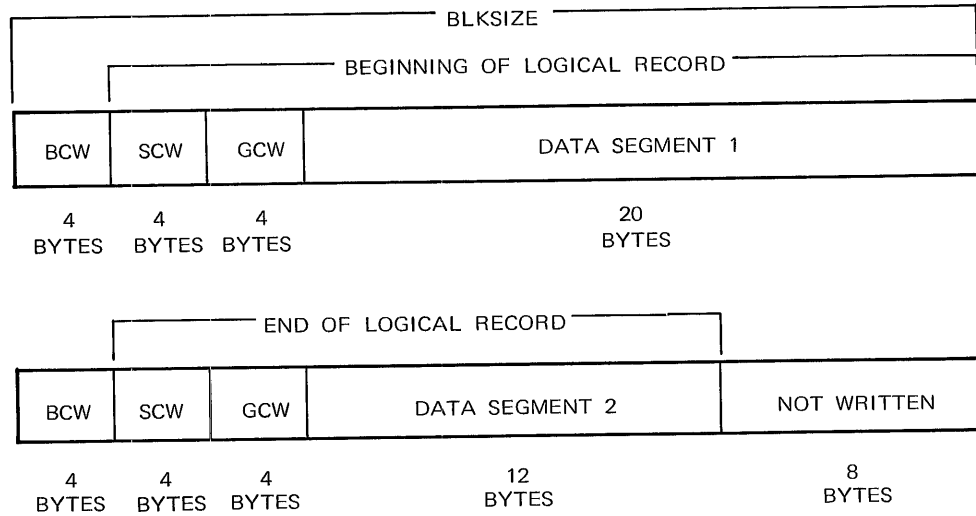 BLKSIZE
BEGINNING OF LOGICAL RECORD
BCW SCW GCW DATA SEGMENT 1
4 4 4 20
BYTES BYTES BYTES BYTES
END OF LOGICAL RECORD
BCW SCW GCW DATA SEGMENT 2 NOT WRITTEN
4 4 4 12 8
BYTES BYTES BYTES BYTES BYTES